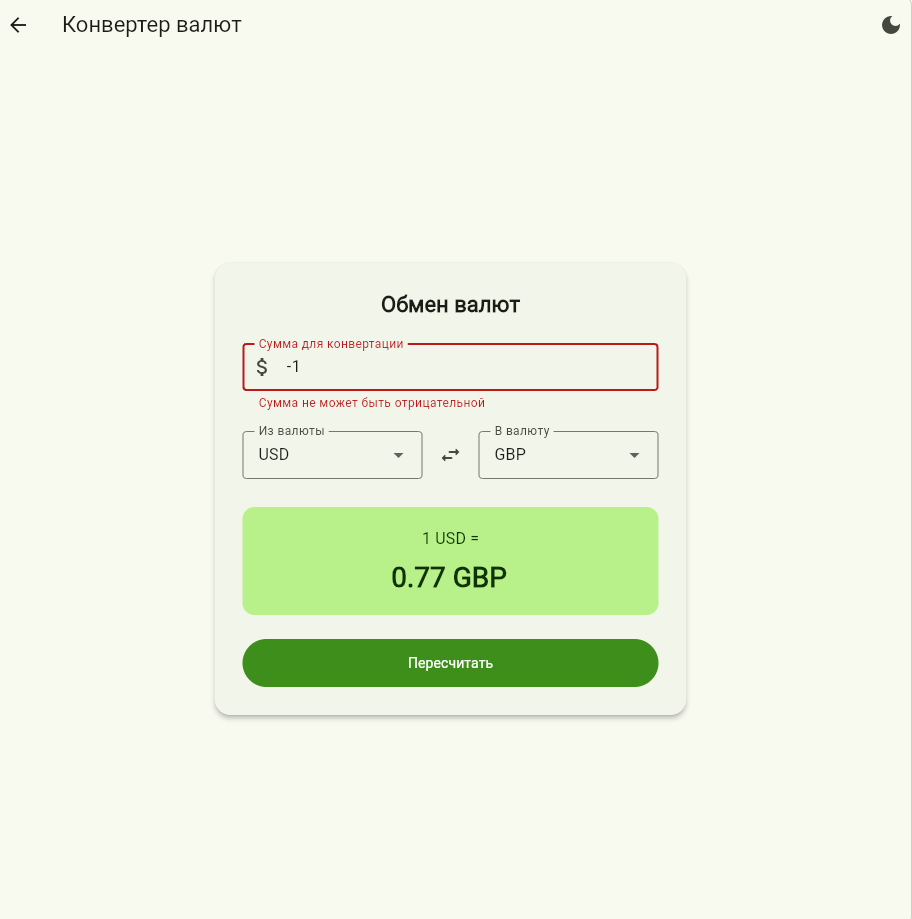 Конвертер валют
Обмен валют
Сумма для конвертации
$ -1
Сумма не может быть отрицательной
Из валюты В валюту
USD GBP
1 USD =
0.77 GBP
Пересчитать